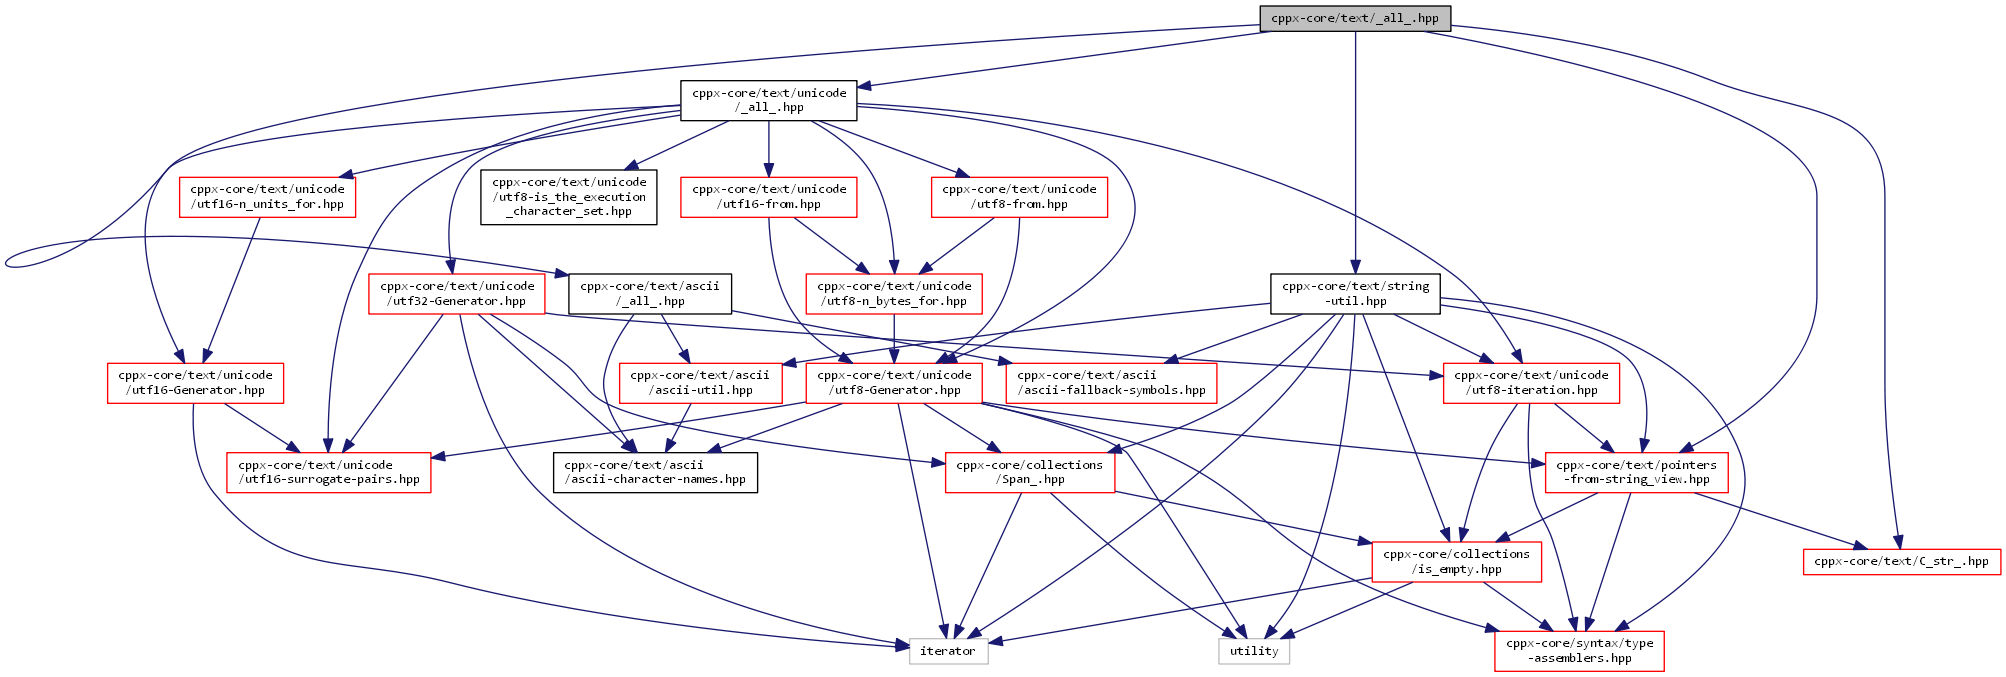 cppx-core/text/_all_.hpp
cppx-core/text/unicode
/_all_.hpp
cppx-core/text/unicode
/utf16-n_units_for.hpp
cppx-core/text/unicode
/utf8-is_the_execution
_character_set.hpp
cppx-core/text/unicode
/utf16-from.hpp
cppx-core/text/unicode
/utf8-from.hpp
cppx-core/text/unicode
/utf32-Generator.hpp
cppx-core/text/ascii
/_all_.hpp
cppx-core/text/unicode
/utf8-n_bytes_for.hpp
cppx-core/text/string
-util.hpp
cppx-core/text/unicode
/utf16-Generator.hpp
cppx-core/text/ascii
/ascii-util.hpp
cppx-core/text/unicode
/utf8-Generator.hpp
cppx-core/text/ascii
/ascii-fallback-symbols.hpp
cppx-core/text/unicode
/utf8-iteration.hpp
cppx-core/text/unicode
/utf16-surrogate-pairs.hpp
cppx-core/text/ascii
/ascii-character-names.hpp
cppx-core/collections
/Span_.hpp
cppx-core/text/pointers
-from-string_view.hpp
cppx-core/collections
/is_empty.hpp
cppx-core/text/C_str_.hpp
iterator
utility
cppx-core/syntax/type
-assemblers.hpp